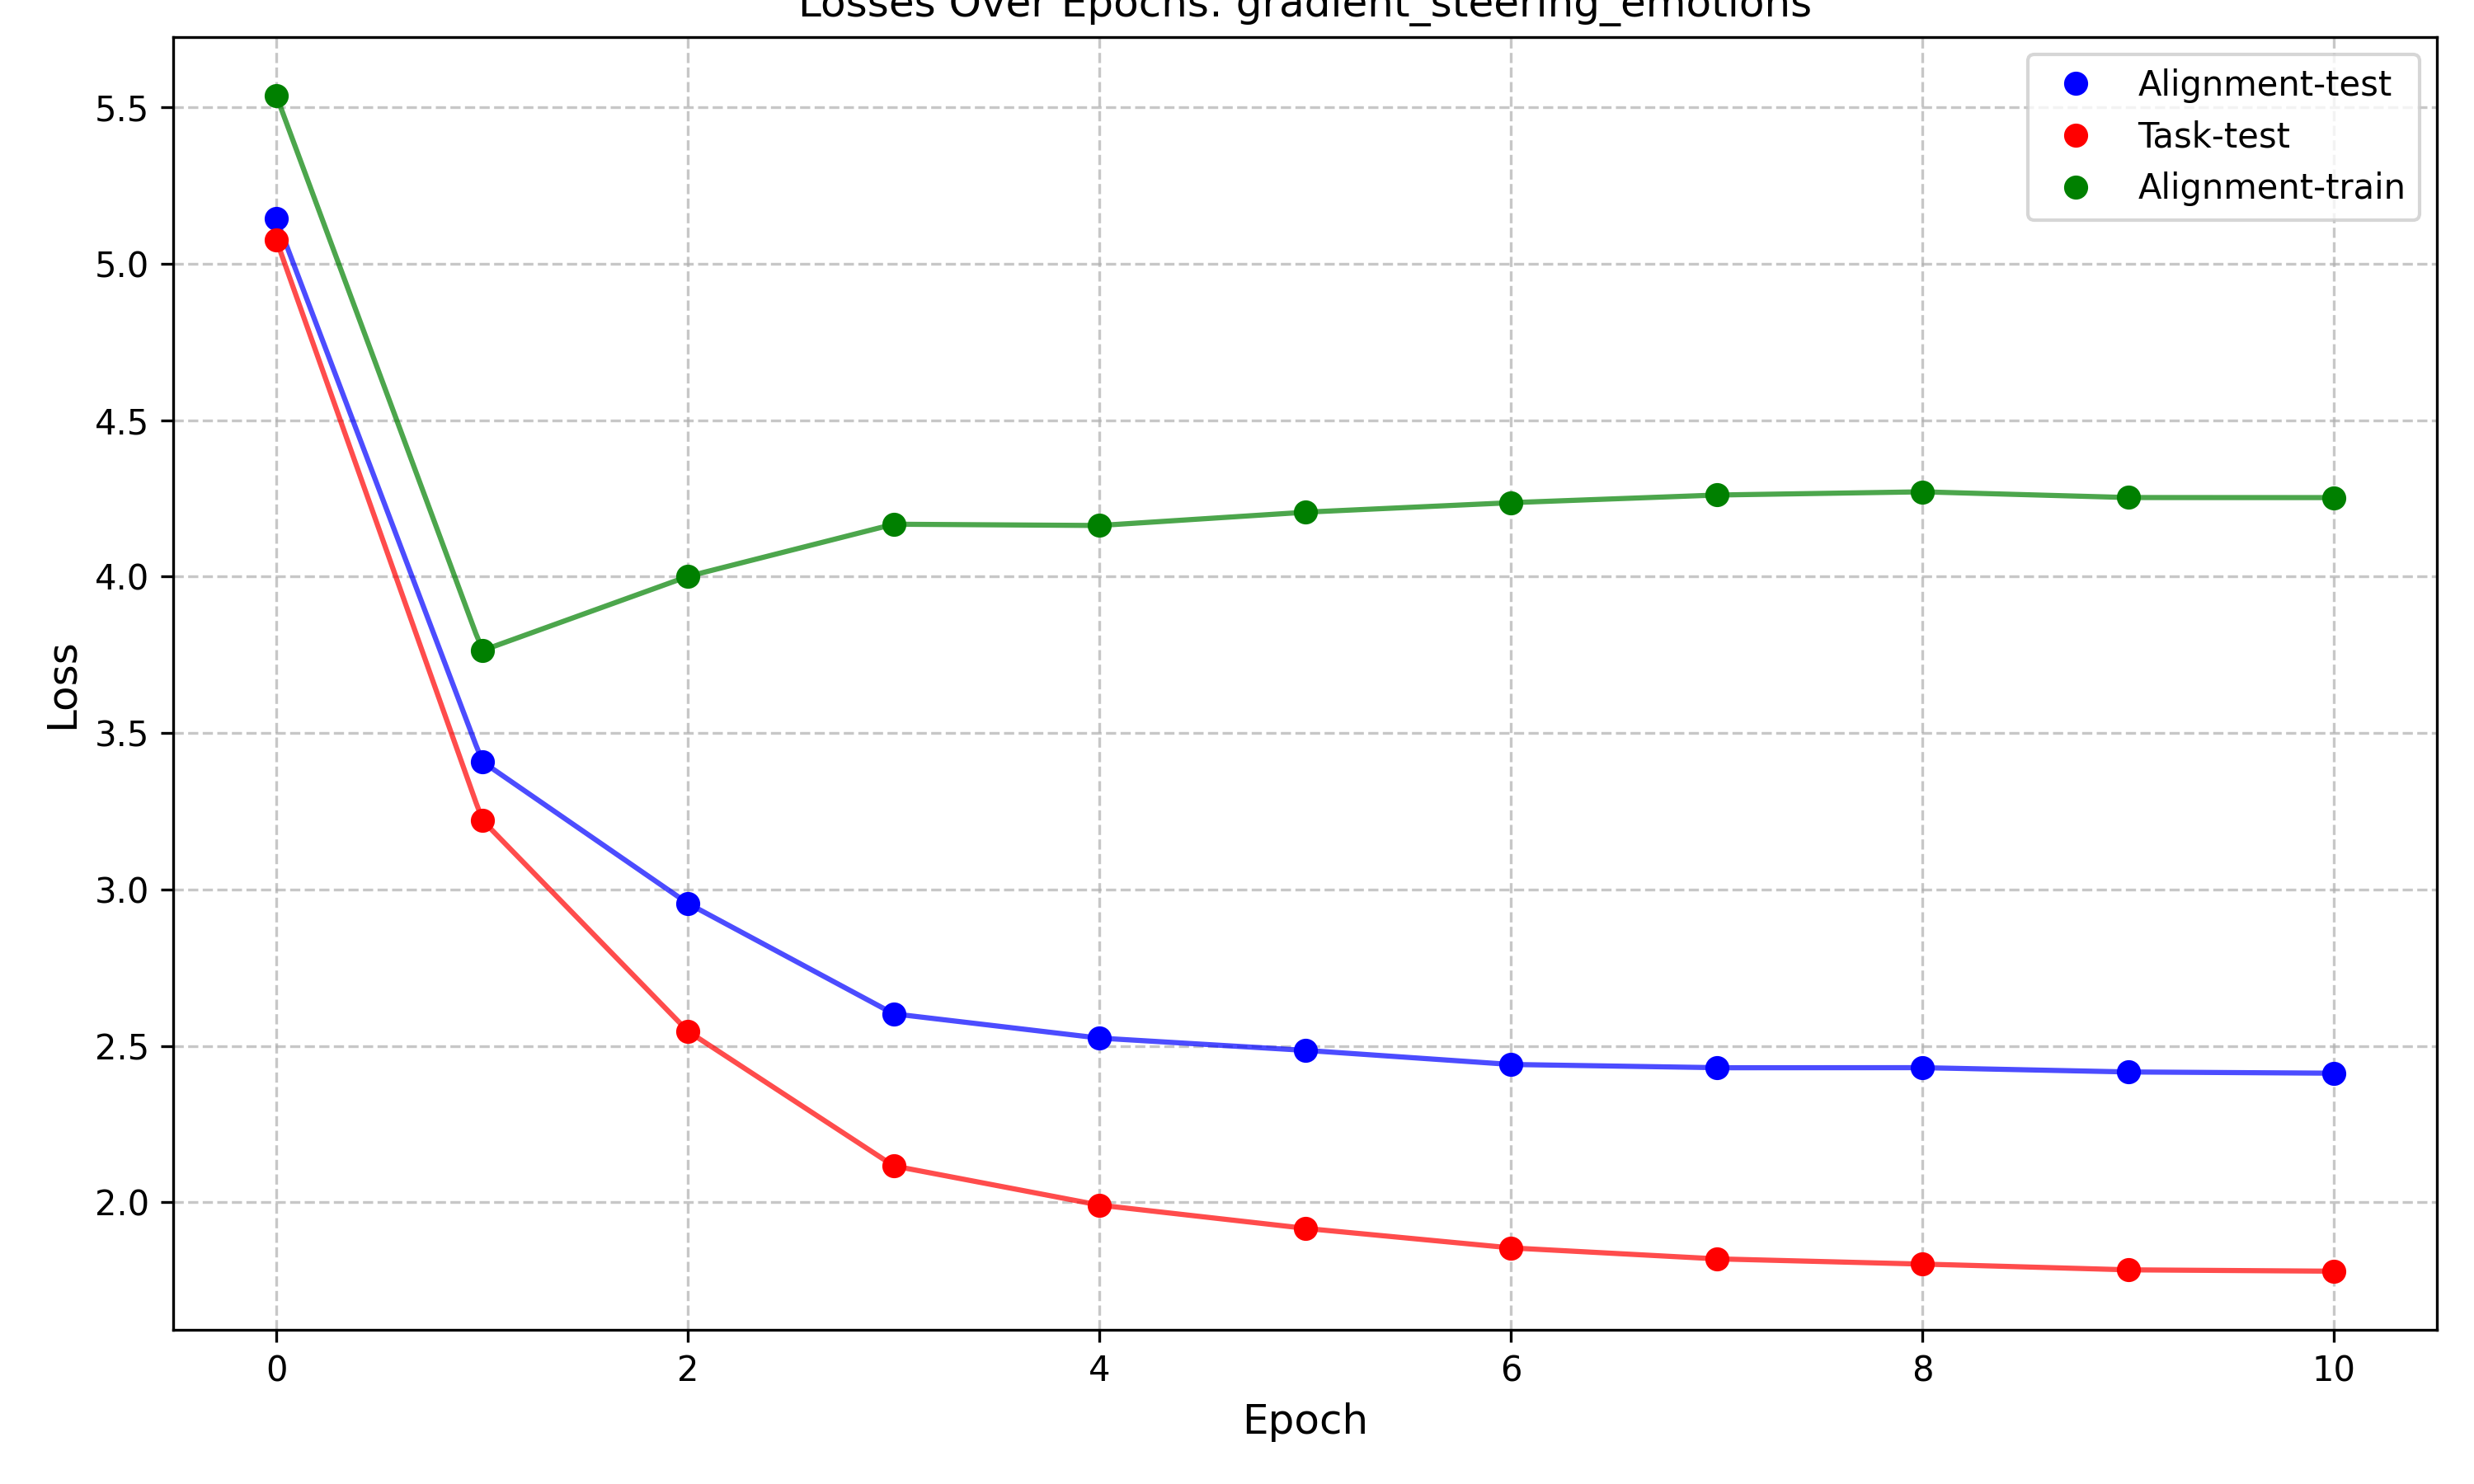 Losses Over Epochs: gradient_steering_emotions
Alignment-test
Task-test
Alignment-train
Loss
5.5
5.0
4.5
4.0
3.5
3.0
2.5
2.0
0 2 4 6 8 10
Epoch